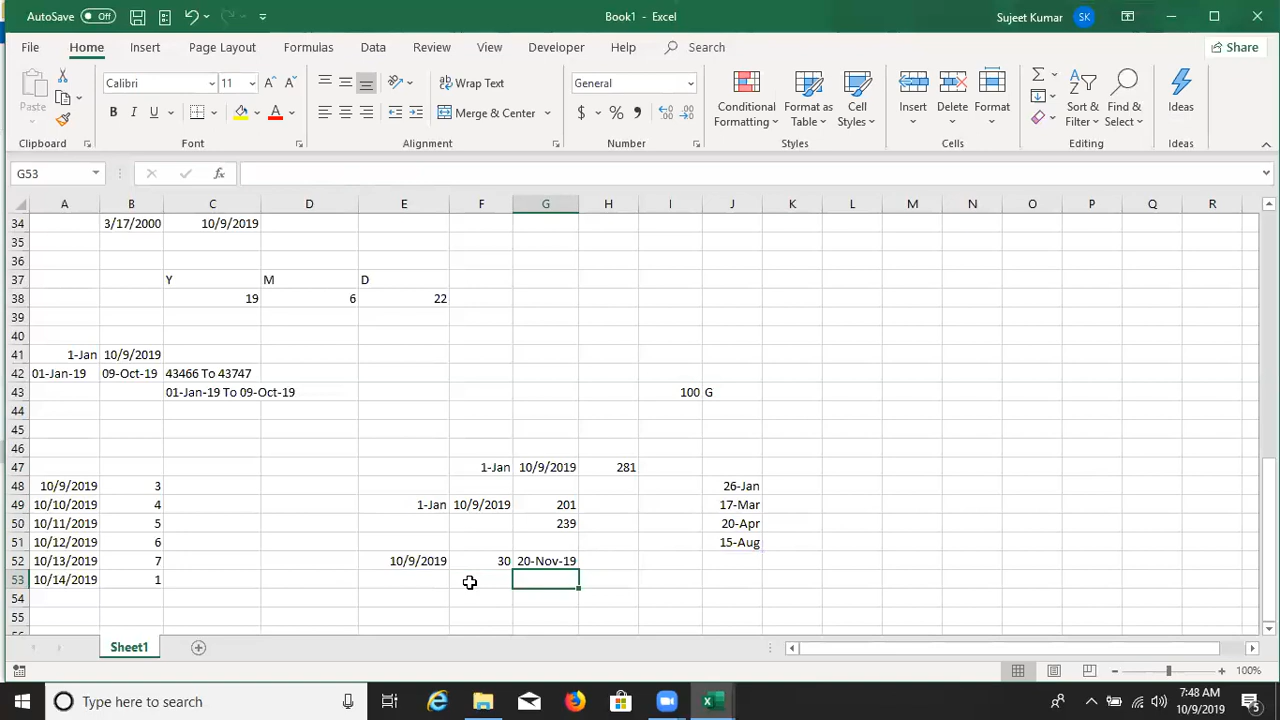 AutoSave Off Book1 - Excel Sujeet Kumar SK
File Home Insert Page Layout Formulas Data Review View Developer Help Search Share
Paste Calibri 11 A A Wrap Text General Conditional Formatting Format as Table Cell Styles Insert Delete Format Sort & Filter Find & Select Ideas
B I U A Merge & Center $ % ,
Clipboard Font Alignment Number Styles Cells Editing Ideas
G53 fx
A B C D E F G H I J K L M N O P Q R
34 3/17/2000 10/9/2019
35
36
37 Y M D
38 19 6 22
39
40
41 1-Jan 10/9/2019
42 01-Jan-19 09-Oct-19 43466 To 43747
43 01-Jan-19 To 09-Oct-19 100 G
44
45
46
47 1-Jan 10/9/2019 281
48 10/9/2019 3 26-Jan
49 10/10/2019 4 1-Jan 10/9/2019 201 17-Mar
50 10/11/2019 5 239 20-Apr
51 10/12/2019 6 15-Aug
52 10/13/2019 7 10/9/2019 30 20-Nov-19
53 10/14/2019 1
54
55
Sheet1
100%
Type here to search 7:48 AM
10/9/2019 5